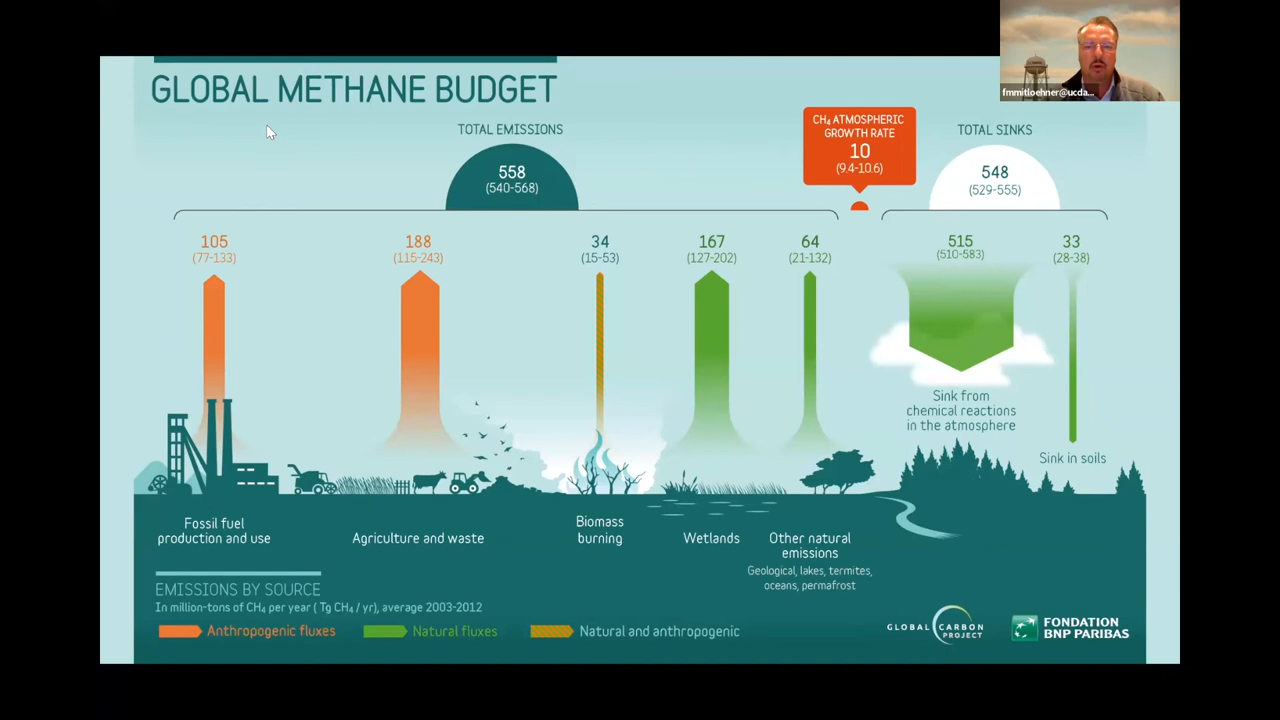 fmmitloehner@ucda...
GLOBAL METHANE BUDGET
TOTAL EMISSIONS
558
(540-568)
CH₄ ATMOSPHERIC
GROWTH RATE
10
(9.4-10.6)
TOTAL SINKS
548
(529-555)
105
(77-133)
188
(115-243)
34
(15-53)
167
(127-202)
64
(21-132)
515
(510-583)
33
(28-38)
Sink from
chemical reactions
in the atmosphere
Sink in soils
Fossil fuel
production and use
Agriculture and waste
Biomass
burning
Wetlands
Other natural
emissions
Geological, lakes, termites,
oceans, permafrost
EMISSIONS BY SOURCE
In million-tons of CH₄ per year ( Tg CH₄ / yr), average 2003-2012
Anthropogenic fluxes
Natural fluxes
Natural and anthropogenic
GLOBAL CARBON
PROJECT
FONDATION
BNP PARIBAS